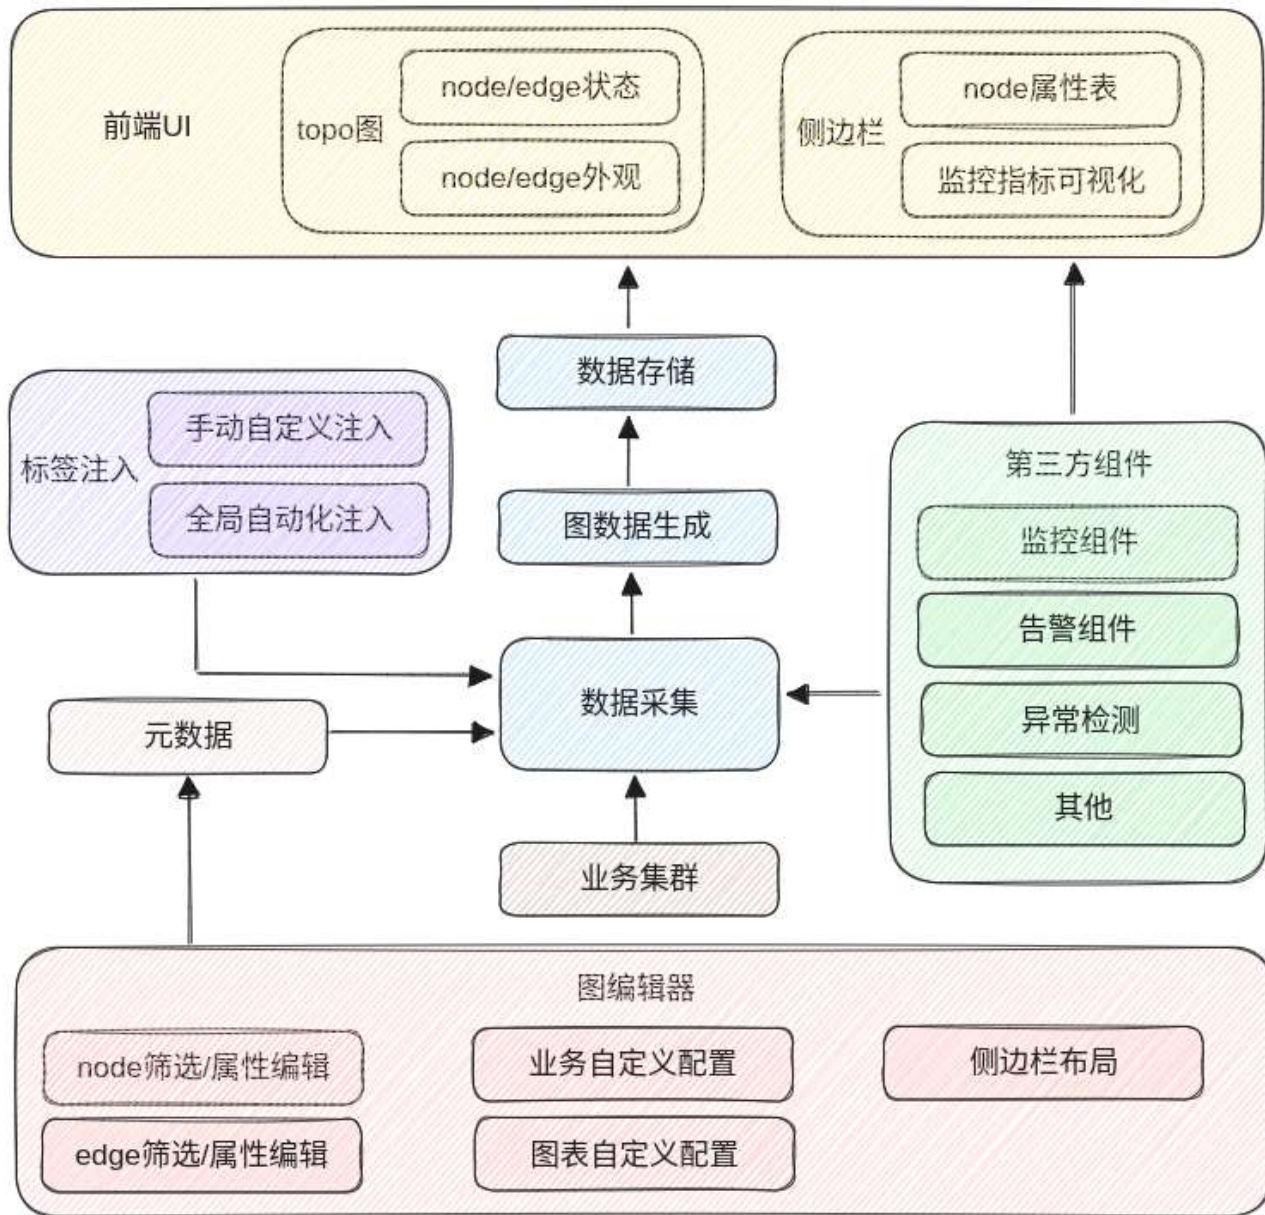 前端UI
topo图
node/edge状态
node/edge外观
侧边栏
node属性表
监控指标可视化
数据存储
标签注入
手动自定义注入
全局自动化注入
图数据生成
第三方组件
监控组件
告警组件
异常检测
其他
数据采集
元数据
业务集群
图编辑器
node筛选/属性编辑
业务自定义配置
侧边栏布局
edge筛选/属性编辑
图表自定义配置